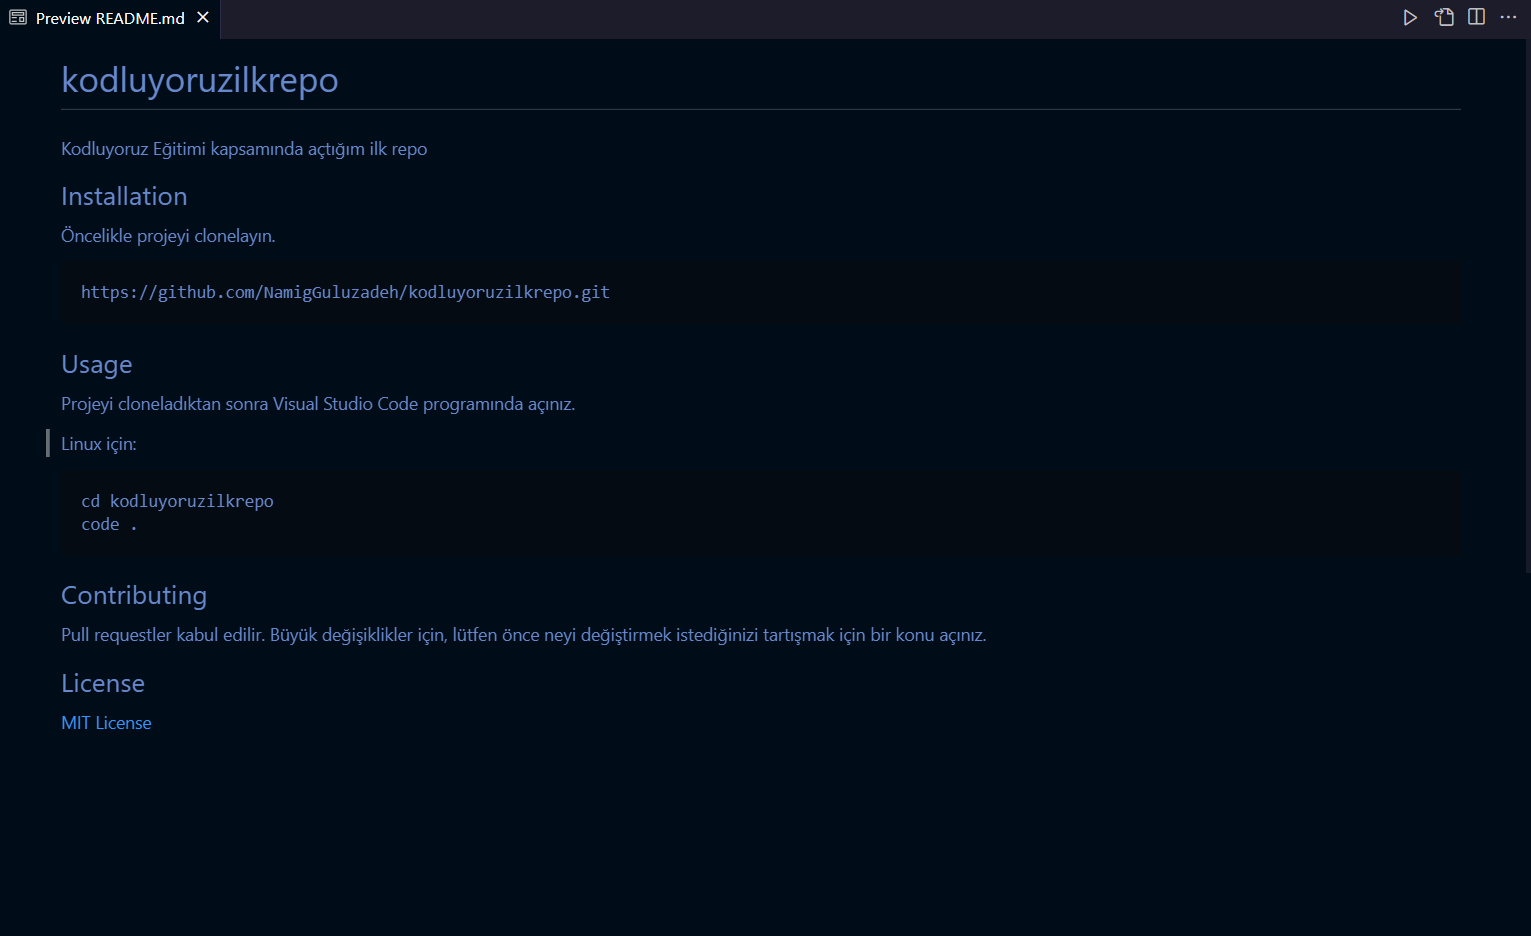 Preview README.md
kodluyoruzilkrepo
Kodluyoruz Eğitimi kapsamında açtığım ilk repo
Installation
Öncelikle projeyi clonelayın.
https://github.com/NamigGuluzadeh/kodluyoruzilkrepo.git
Usage
Projeyi cloneladıktan sonra Visual Studio Code programında açınız.
Linux için:
cd kodluyoruzilkrepo
code .
Contributing
Pull requestler kabul edilir. Büyük değişiklikler için, lütfen önce neyi değiştirmek istediğinizi tartışmak için bir konu açınız.
License
MIT License